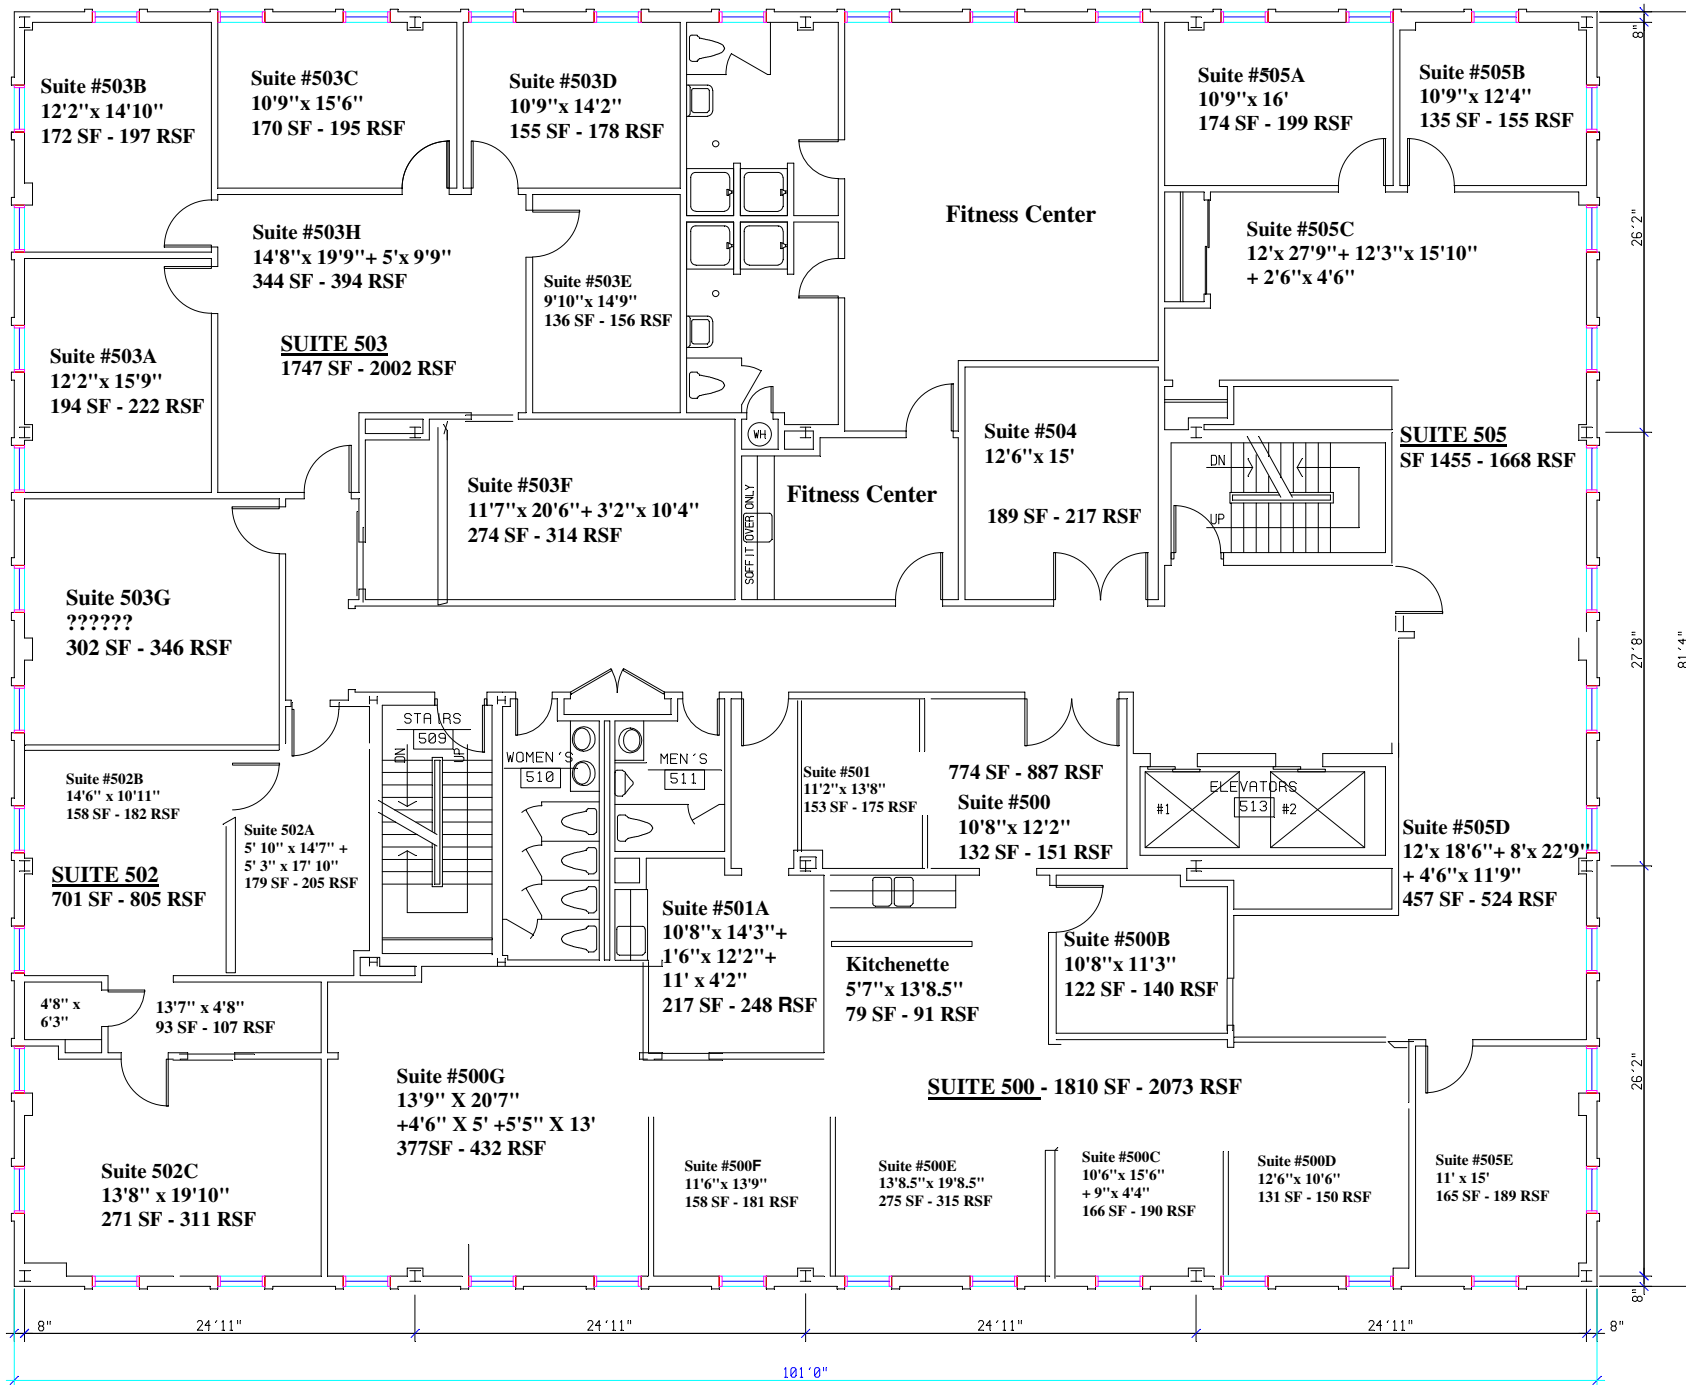 Suite #503B
12'2"x 14'10"
172 SF - 197 RSF
Suite #503C
10'9"x 15'6"
170 SF - 195 RSF
Suite #503D
10'9"x 14'2"
155 SF - 178 RSF
Suite #505A
10'9"x 16'
174 SF - 199 RSF
Suite #505B
10'9"x 12'4"
135 SF - 155 RSF
8"
Suite #503H
14'8"x 19'9"+ 5'x 9'9"
344 SF - 394 RSF
Suite #503E
9'10"x 14'9"
136 SF - 156 RSF
Fitness Center
Suite #505C
12'x 27'9"+ 12'3"x 15'10"
+ 2'6"x 4'6"
26'2"
SUITE 503
1747 SF - 2002 RSF
Suite #503A
12'2"x 15'9"
194 SF - 222 RSF
WH
Suite #504
12'6"x 15'
189 SF - 217 RSF
SUITE 505
SF 1455 - 1668 RSF
DN
UP
Suite #503F
11'7"x 20'6"+ 3'2"x 10'4"
274 SF - 314 RSF
SOFFIT OVER ONLY
Fitness Center
Suite 503G
??????
302 SF - 346 RSF
27'8"
81'4"
STAIRS
509
DN
UP
WOMEN'S
510
MEN'S
511
Suite #501
11'2"x 13'8"
153 SF - 175 RSF
774 SF - 887 RSF
Suite #500
10'8"x 12'2"
132 SF - 151 RSF
ELEVATORS
#1
513
#2
Suite #502B
14'6" x 10'11"
158 SF - 182 RSF
Suite 502A
5' 10" x 14'7" +
5' 3" x 17' 10"
179 SF - 205 RSF
SUITE 502
701 SF - 805 RSF
Suite #505D
12'x 18'6"+ 8'x 22'9"
+ 4'6"x 11'9"
457 SF - 524 RSF
Suite #501A
10'8"x 14'3"+
1'6"x 12'2"+
11' x 4'2"
217 SF - 248 RSF
Kitchenette
5'7"x 13'8.5"
79 SF - 91 RSF
Suite #500B
10'8"x 11'3"
122 SF - 140 RSF
4'8" x
6'3"
13'7" x 4'8"
93 SF - 107 RSF
Suite #500G
13'9" X 20'7"
+4'6" X 5' +5'5" X 13'
377SF - 432 RSF
SUITE 500 - 1810 SF - 2073 RSF
26'2"
Suite 502C
13'8" x 19'10"
271 SF - 311 RSF
Suite #500F
11'6"x 13'9"
158 SF - 181 RSF
Suite #500E
13'8.5"x 19'8.5"
275 SF - 315 RSF
Suite #500C
10'6"x 15'6"
+ 9"x 4'4"
166 SF - 190 RSF
Suite #500D
12'6"x 10'6"
131 SF - 150 RSF
Suite #505E
11' x 15'
165 SF - 189 RSF
8"
8"
24'11"
24'11"
24'11"
24'11"
8"
101'0"